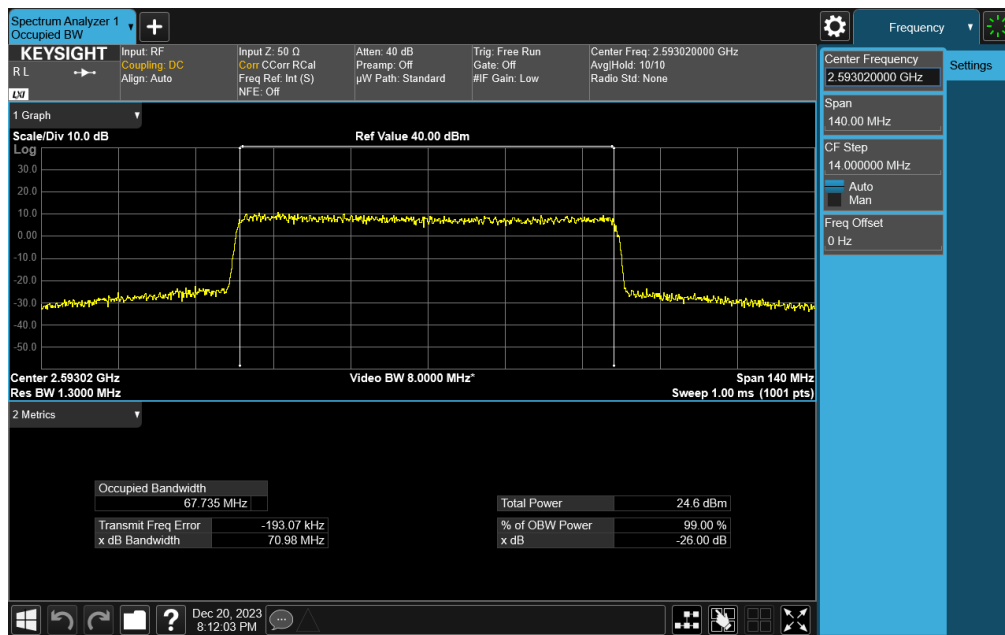 Spectrum Analyzer 1
Occupied BW
Frequency
KEYSIGHT
R L
LXI
Input: RF
Coupling: DC
Align: Auto
Input Z: 50 Ω
Corr CCorr RCal
Freq Ref: Int (S)
NFE: Off
Atten: 40 dB
Preamp: Off
µW Path: Standard
Trig: Free Run
Gate: Off
#IF Gain: Low
Center Freq: 2.593020000 GHz
Avg|Hold: 10/10
Radio Std: None
Center Frequency
2.593020000 GHz
Settings
Span
140.00 MHz
CF Step
14.000000 MHz
Auto
Man
Freq Offset
0 Hz
1 Graph
Scale/Div 10.0 dB
Ref Value 40.00 dBm
Log
30.0
20.0
10.0
0.00
-10.0
-20.0
-30.0
-40.0
-50.0
Center 2.59302 GHz
Video BW 8.0000 MHz*
Span 140 MHz
Res BW 1.3000 MHz
Sweep 1.00 ms (1001 pts)
2 Metrics
Occupied Bandwidth
67.735 MHz
Total Power 24.6 dBm
Transmit Freq Error -193.07 kHz
% of OBW Power 99.00 %
x dB Bandwidth 70.98 MHz
x dB -26.00 dB
?
Dec 20, 2023
8:12:03 PM